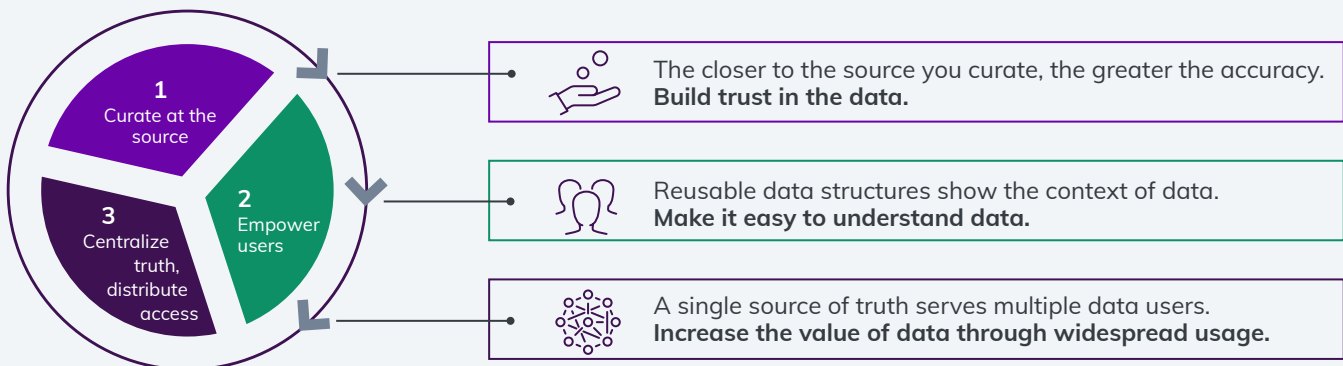 1
Curate at the
source
2
Empower
users
3
Centralize
truth,
distribute
access
The closer to the source you curate, the greater the accuracy.
Build trust in the data.
Reusable data structures show the context of data.
Make it easy to understand data.
A single source of truth serves multiple data users.
Increase the value of data through widespread usage.